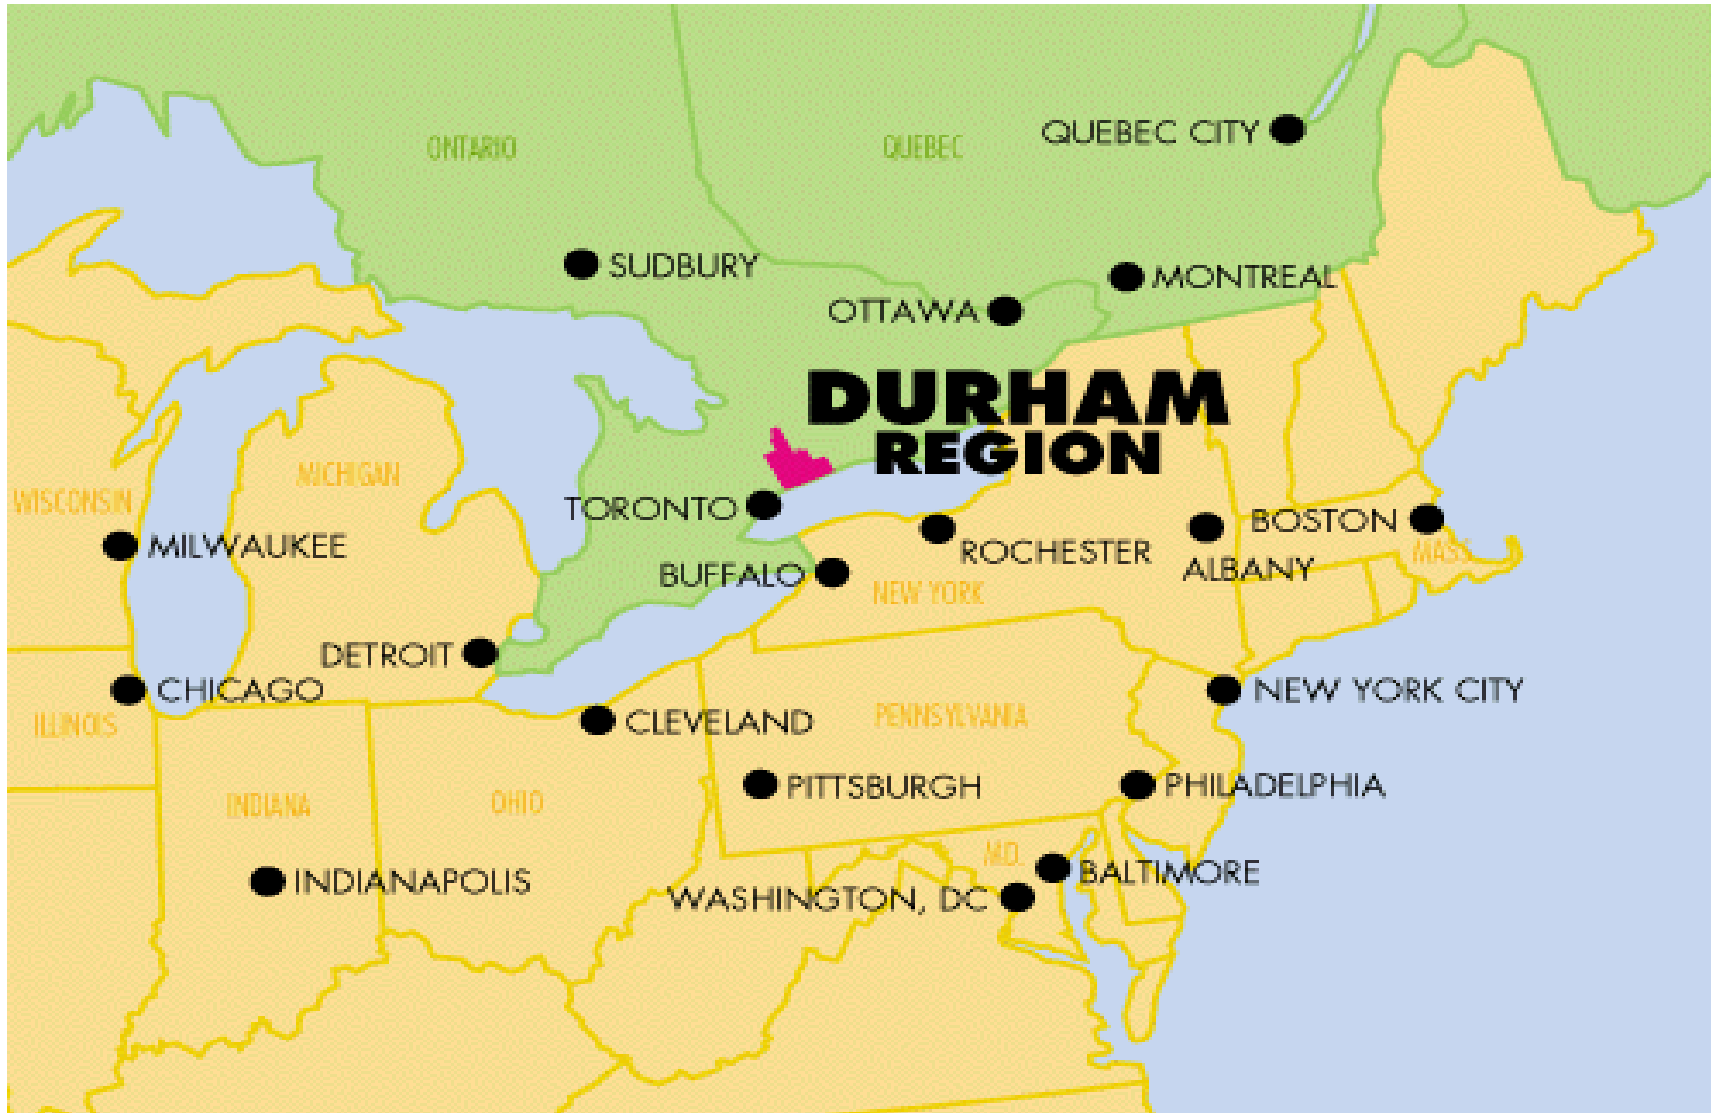 QUEBEC CITY
ONTARIO
QUEBEC
SUDBURY
MONTREAL
OTTAWA
DURHAM
REGION
MICHIGAN
WISCONSIN
TORONTO
BOSTON
MILWAUKEE
ROCHESTER
MASS.
BUFFALO
ALBANY
NEW YORK
DETROIT
CHICAGO
NEW YORK CITY
ILLINOIS
CLEVELAND
PENNSYLVANIA
PITTSBURGH
PHILADELPHIA
INDIANA
OHIO
MD.
BALTIMORE
INDIANAPOLIS
WASHINGTON, DC